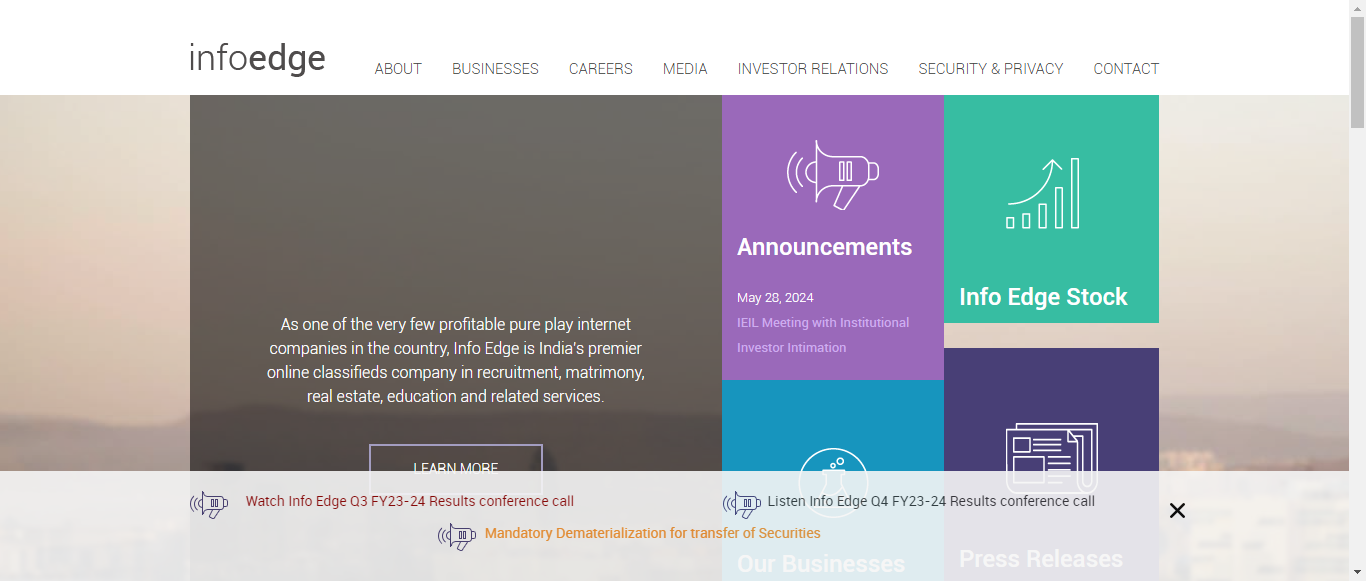 infoedge
ABOUT BUSINESSES CAREERS MEDIA INVESTOR RELATIONS SECURITY & PRIVACY CONTACT
As one of the very few profitable pure play internet
companies in the country, Info Edge is India's premier
online classifieds company in recruitment, matrimony,
real estate, education and related services.
LEARN MORE
Announcements
May 28, 2024
IEIL Meeting with Institutional
Investor Intimation
Info Edge Stock
Our Businesses
Press Releases
Watch Info Edge Q3 FY23-24 Results conference call
Listen Info Edge Q4 FY23-24 Results conference call
Mandatory Dematerialization for transfer of Securities